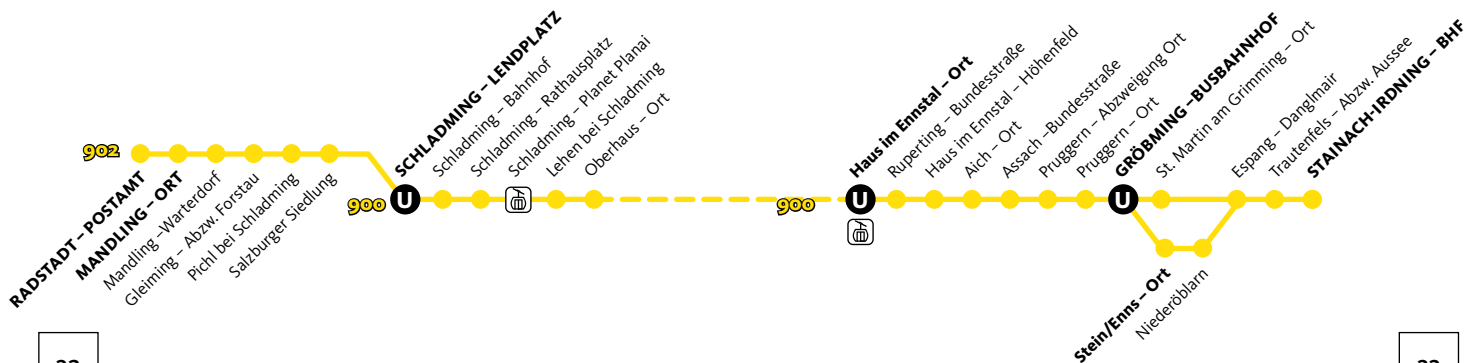 902
RADSTADT – POSTAMT
MANDLING – ORT
Mandling –Warterdorf
Gleiming – Abzw. Forstau
Pichl bei Schladming
Salzburger Siedlung
900
U
SCHLADMING – LENDPLATZ
Schladming – Bahnhof
Schladming – Rathausplatz
Schladming – Planet Planai
Lehen bei Schladming
Oberhaus – Ort
900
U
Haus im Ennstal – Ort
Ruperting – Bundesstraße
Haus im Ennstal – Höhenfeld
Aich – Ort
Assach –Bundesstraße
Pruggern – Abzweigung Ort
Pruggern – Ort
U
GRÖBMING –BUSBAHNHOF
St. Martin am Grimming – Ort
Stein/Enns – Ort
Niederöblarn
Espang – Danglmair
Trautenfels – Abzw. Aussee
STAINACH-IRDNING – BHF